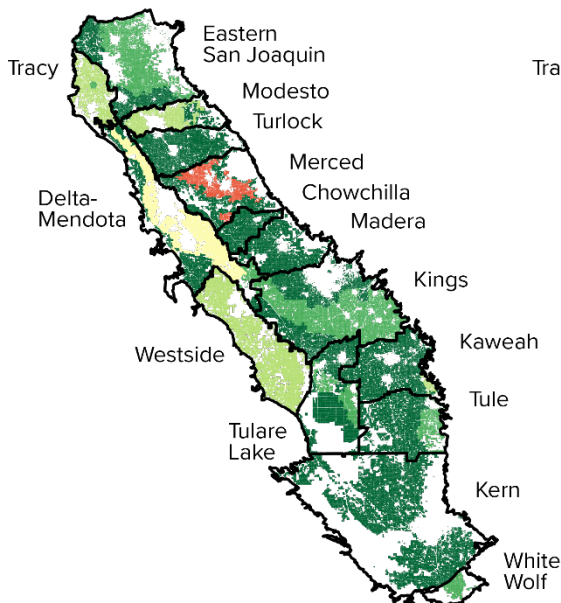 Eastern
San Joaquin
Tracy
Tra
Modesto
Turlock
Merced
Chowchilla
Delta-
Mendota
Madera
Kings
Kaweah
Westside
Tule
Tulare
Lake
Kern
White
Wolf